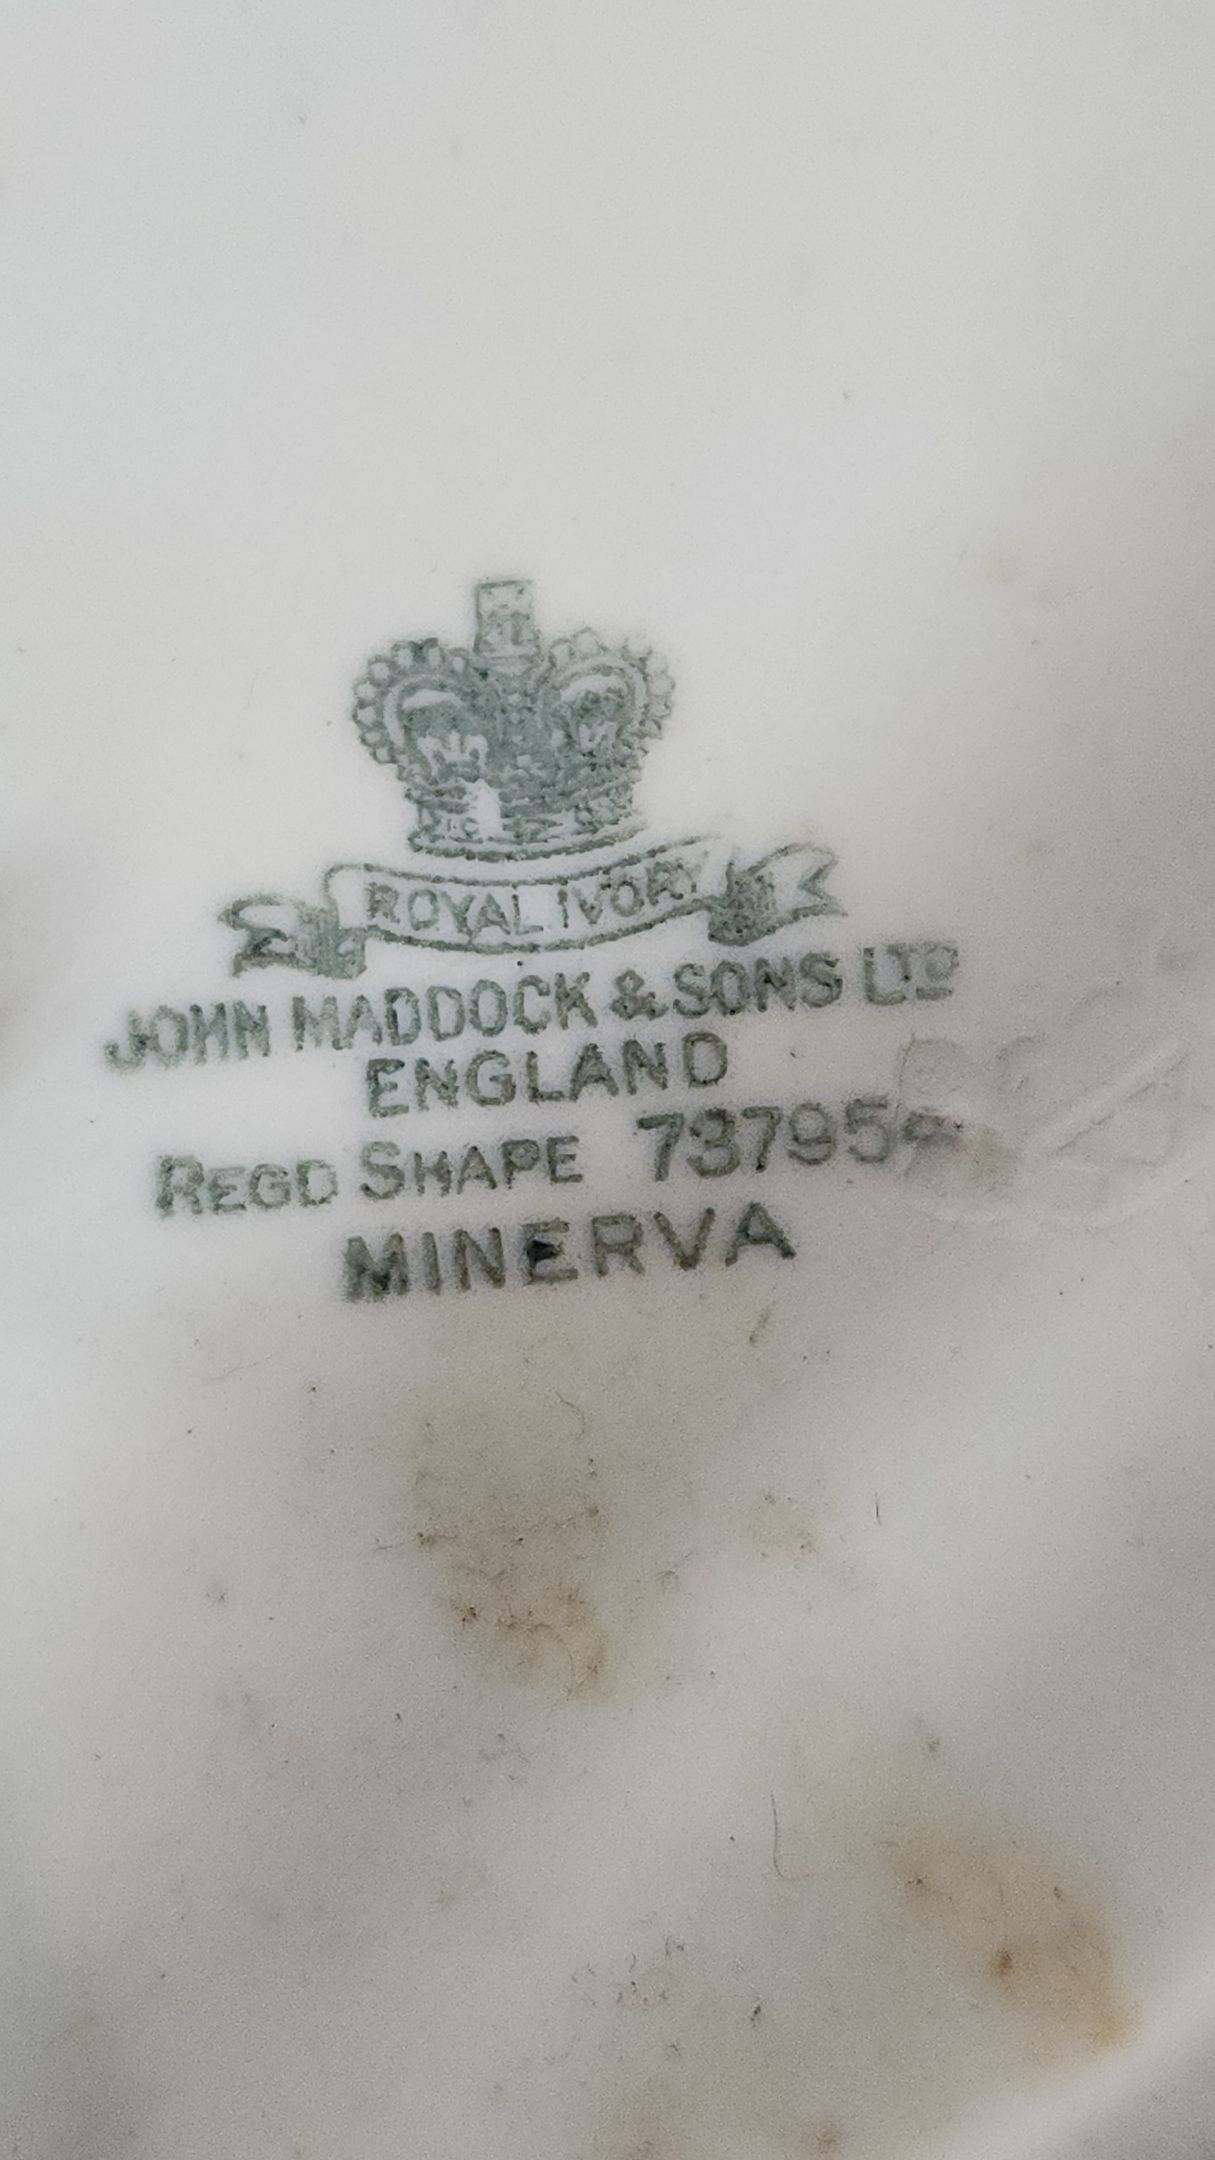 ROYAL IVORY
JOHN MADDOCK & SONS LTD
ENGLAND
REGD SHAPE
MINERVA